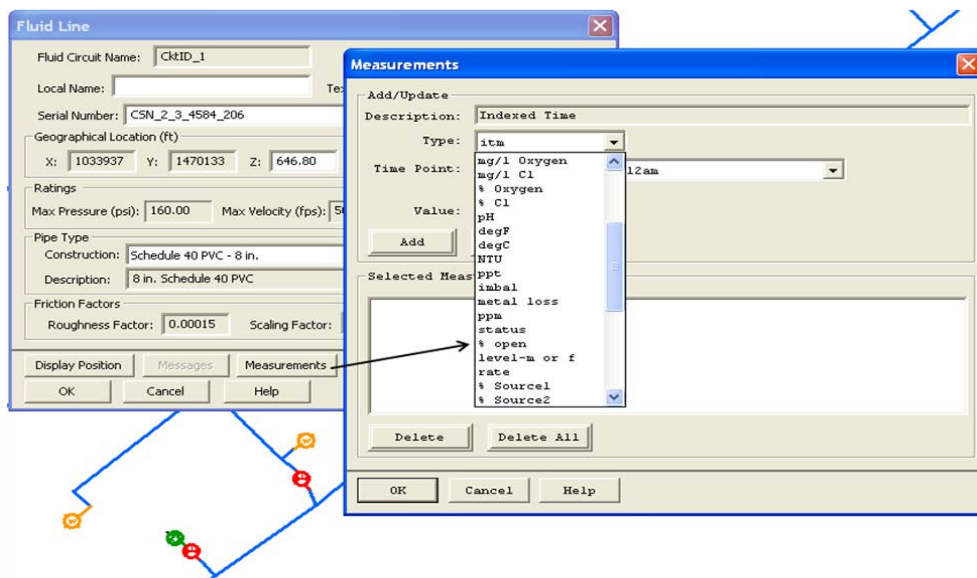 Fluid Line
Fluid Circuit Name: CktID_1
Local Name:
Serial Number: CSN_2_3_4584_206
Geographical Location (ft)
X: 1033937 Y: 1470133 Z: 646.80
Ratings
Max Pressure (psi): 160.00 Max Velocity (fps):
Pipe Type
Construction: Schedule 40 PVC - 8 in.
Description: 8 in. Schedule 40 PVC
Friction Factors
Roughness Factor: 0.00015 Scaling Factor:
Display Position Messages Measurements
OK Cancel Help
Measurements
Add/Update
Description: Indexed Time
Type: itm
Time Point: 12am
Value:
Add
mg/l Oxygen
mg/l Cl
% Oxygen
% Cl
pH
degF
degC
NTU
ppt
imbal
metal loss
ppm
status
% open
level-m or f
rate
% Source1
% Source2
Selected Meas
Delete Delete All
OK Cancel Help